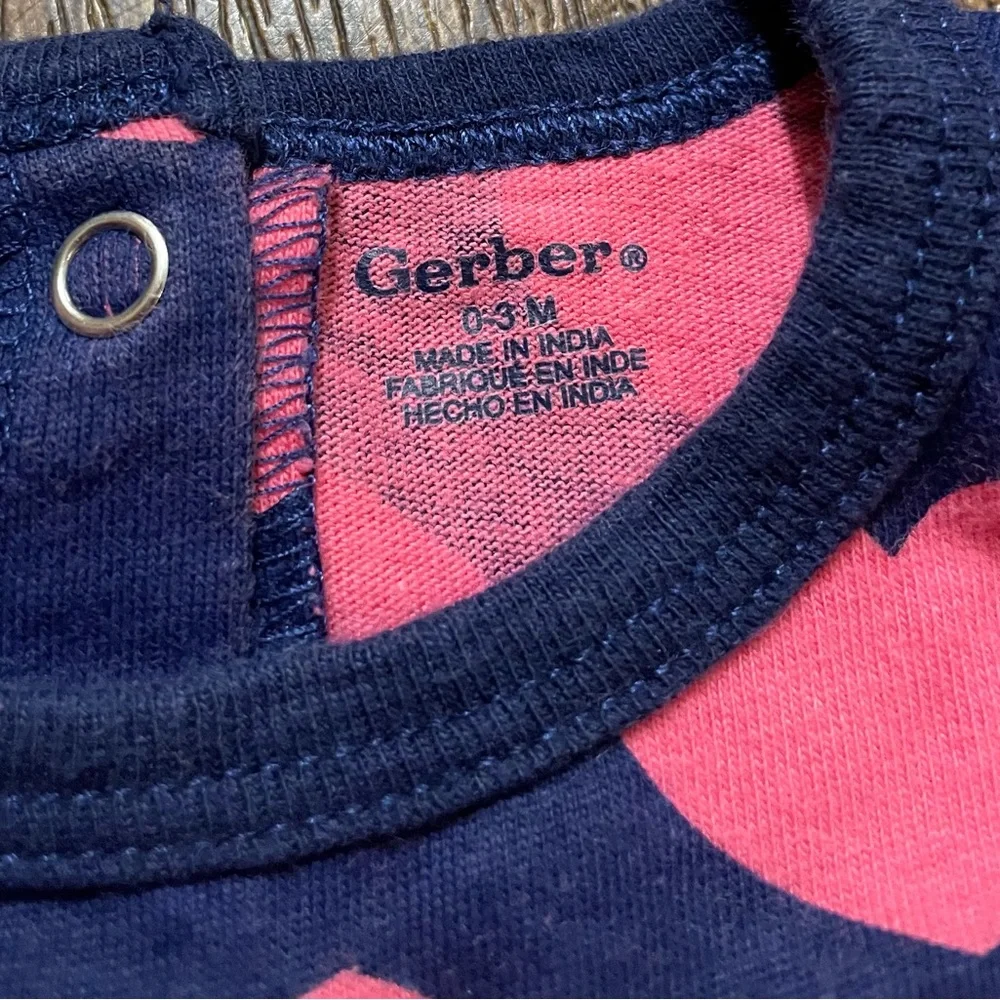 Gerber®
0-3 M
MADE IN INDIA
FABRIQUÉ EN INDE
HECHO EN INDIA